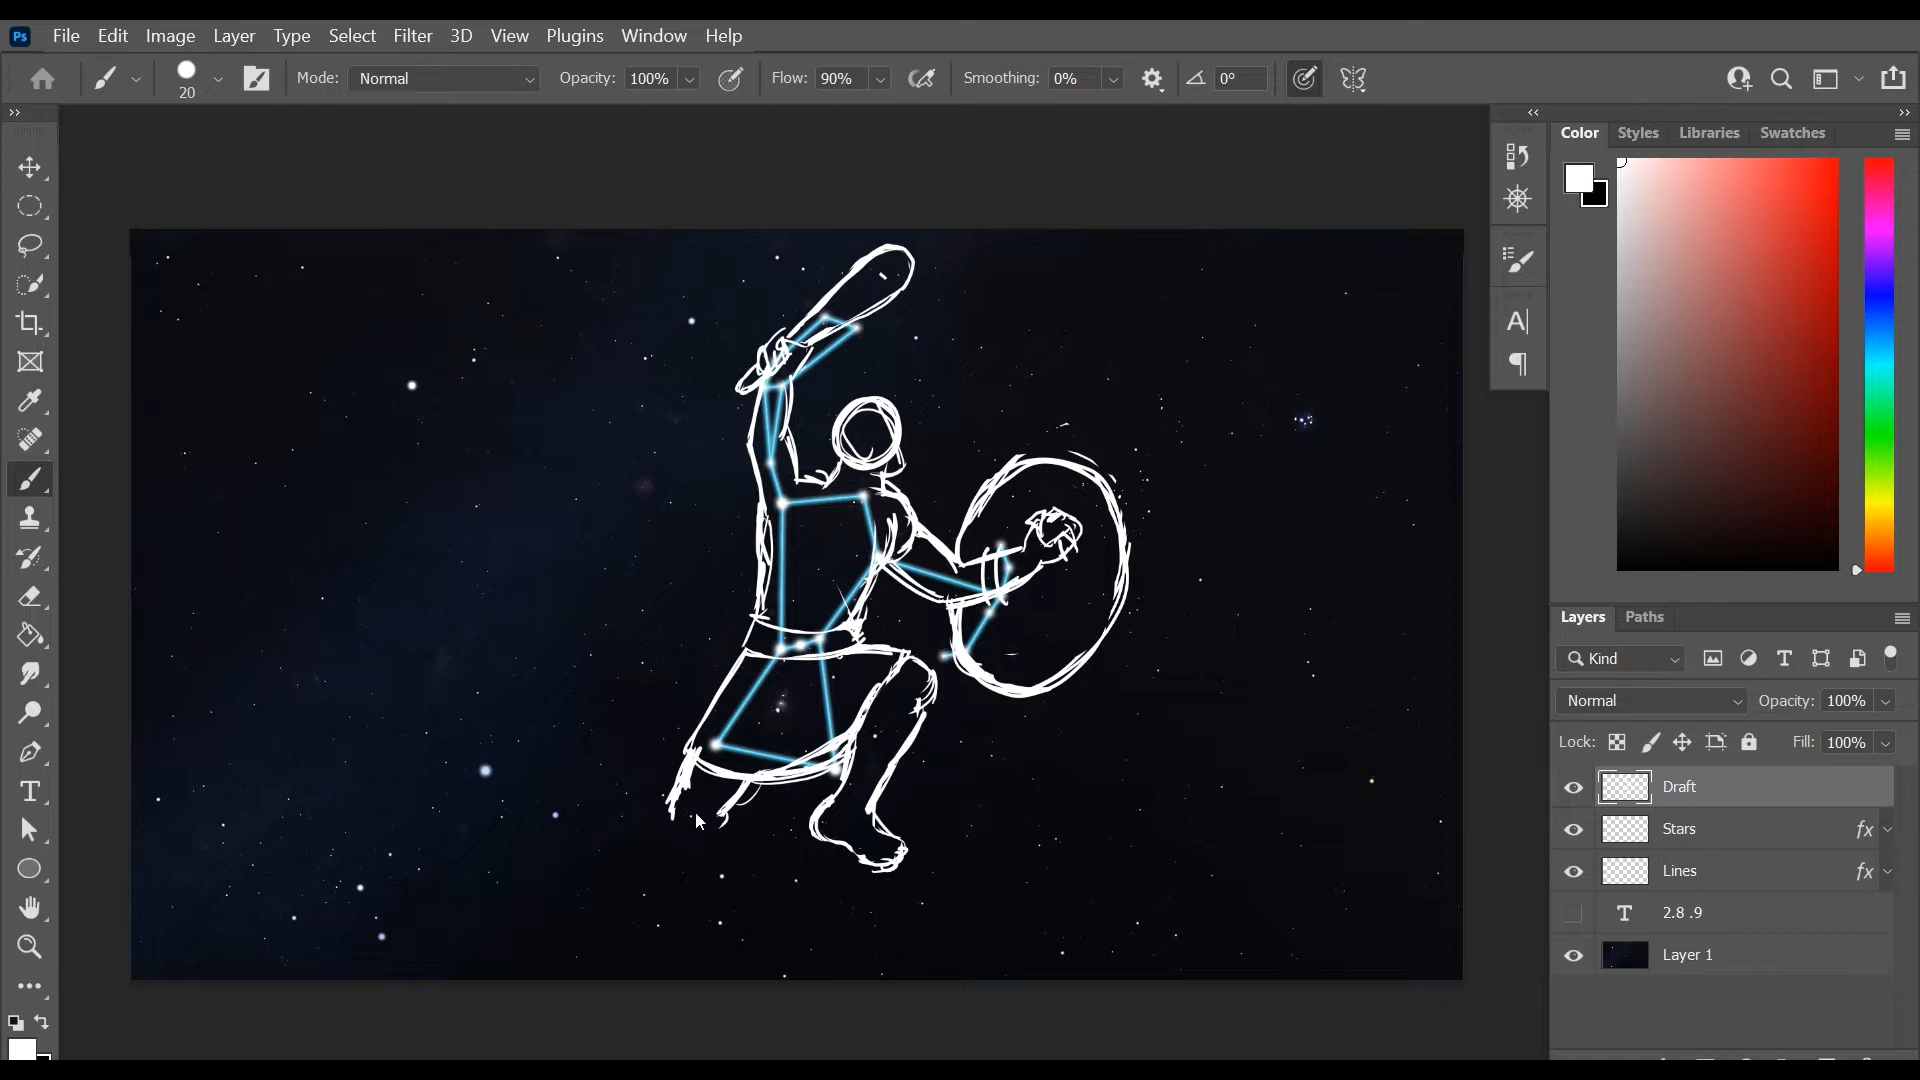 Ps File Edit Image Layer Type Select Filter 3D View Plugins Window Help
20 Mode: Normal Opacity: 100% Flow: 90% Smoothing: 0% 0°
Color Styles Libraries Swatches
A
Layers Paths
Kind T
Normal Opacity: 100%
Lock: Fill: 100%
Draft
Stars fx
Lines fx
T 2.8 .9
Layer 1
T